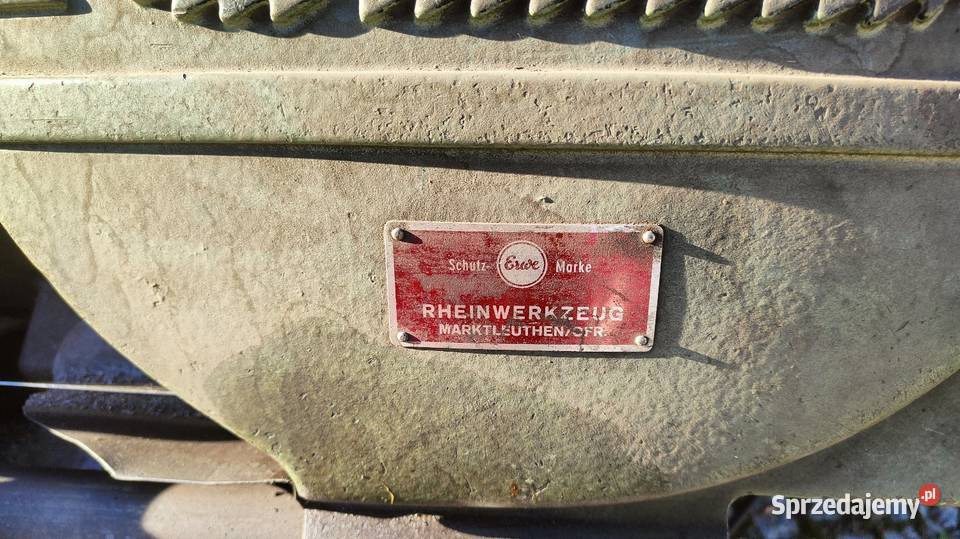 Schutz- Erwe Marke
RHEINWERKZEUG
MARKTLEUTHEN/OFR.
Sprzedajemy.pl